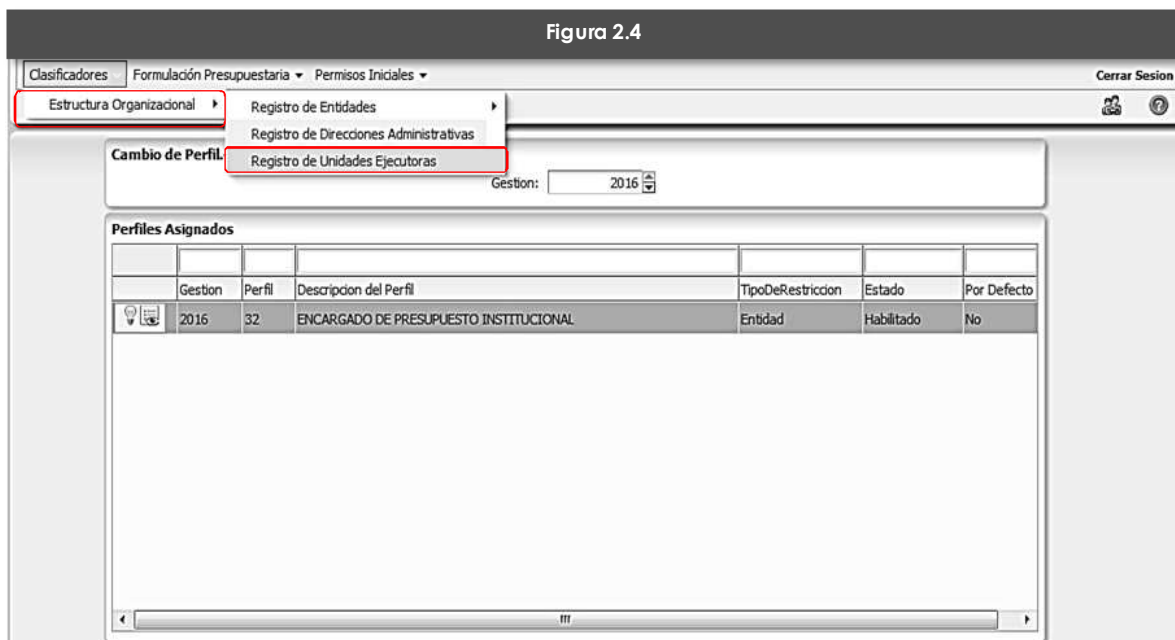 Figura 2.4
Clasificadores Formulación Presupuestaria Permisos Iniciales Cerrar Sesion
Estructura Organizacional Registro de Entidades
Registro de Direcciones Administrativas
Registro de Unidades Ejecutoras
Cambio de Perfil.
Gestion: 2016
Perfiles Asignados
Gestion Perfil Descripcion del Perfil TipoDeRestriccion Estado Por Defecto
2016 32 ENCARGADO DE PRESUPUESTO INSTITUCIONAL Entidad Habilitado No